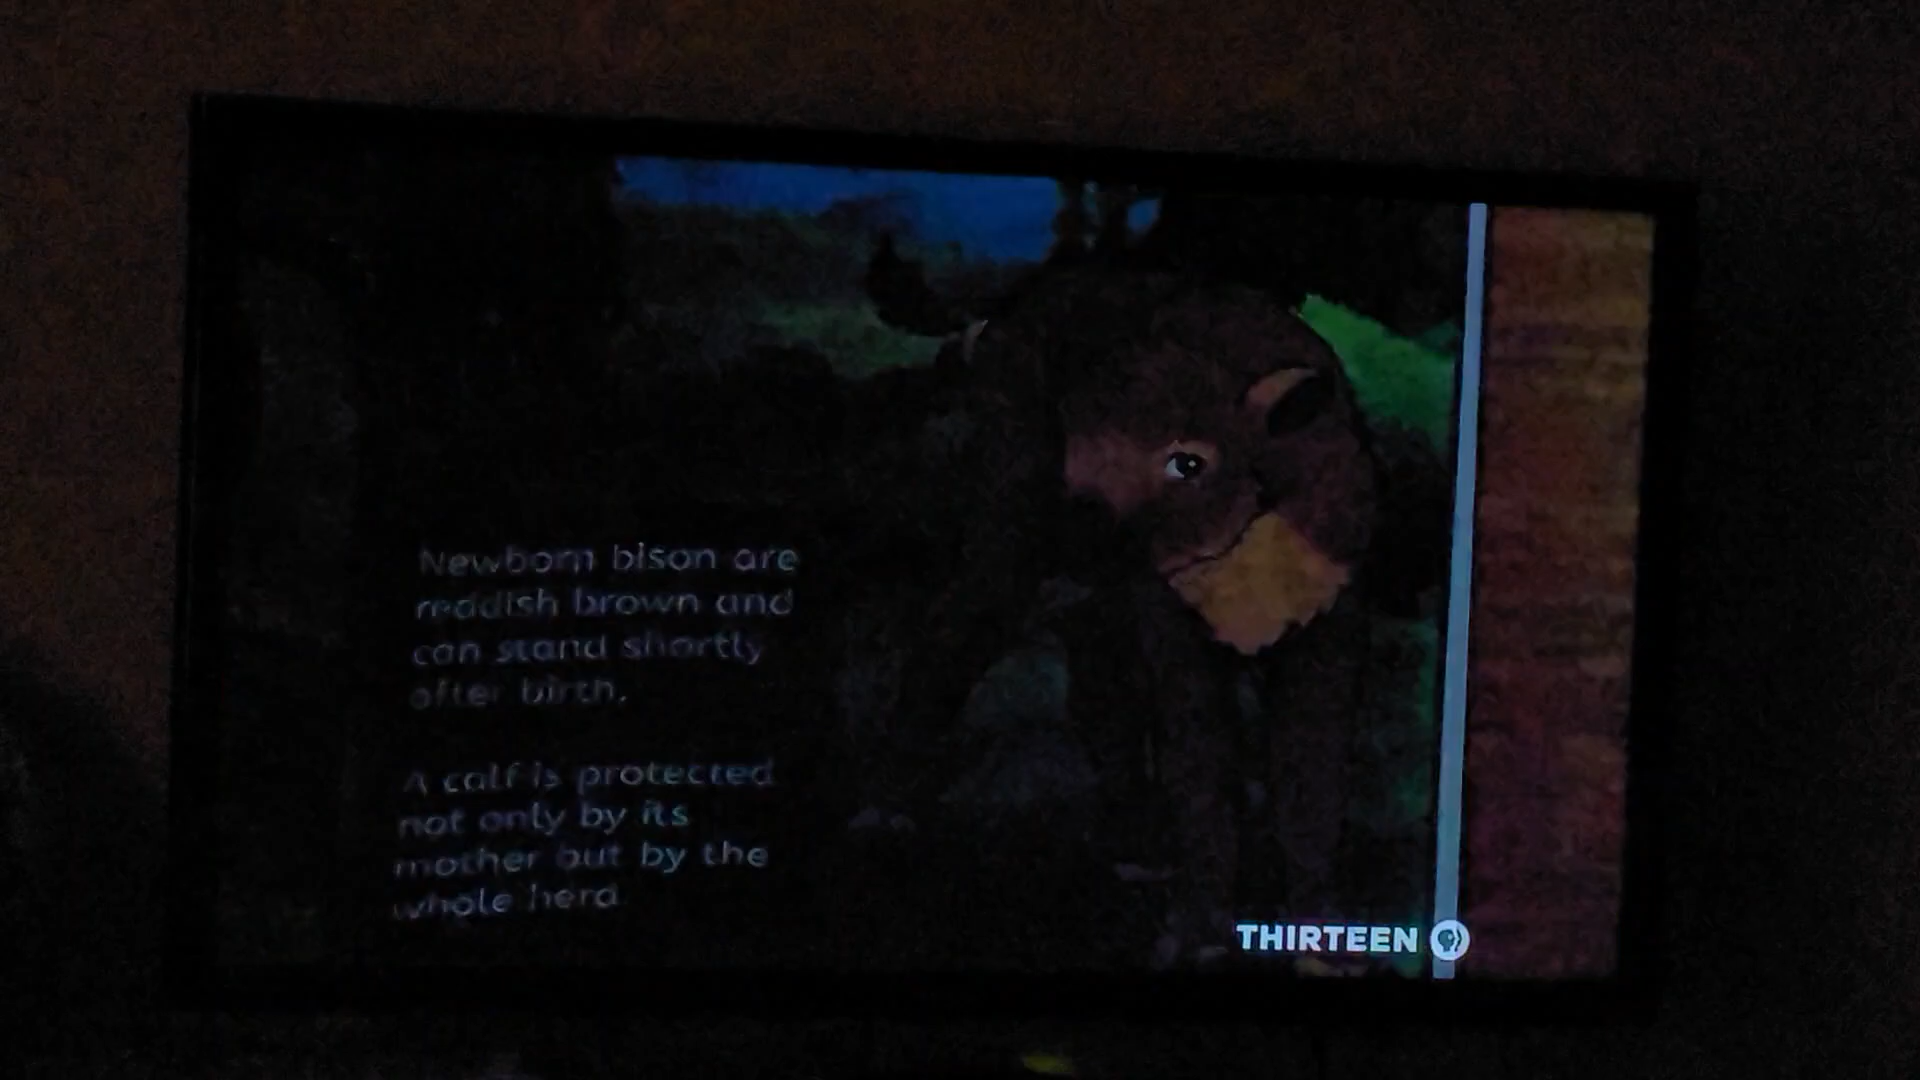 Newborn bison are
reddish brown and
can stand shortly
after birth.
A calf is protected
not only by its
mother but by the
whole herd.
THIRTEEN